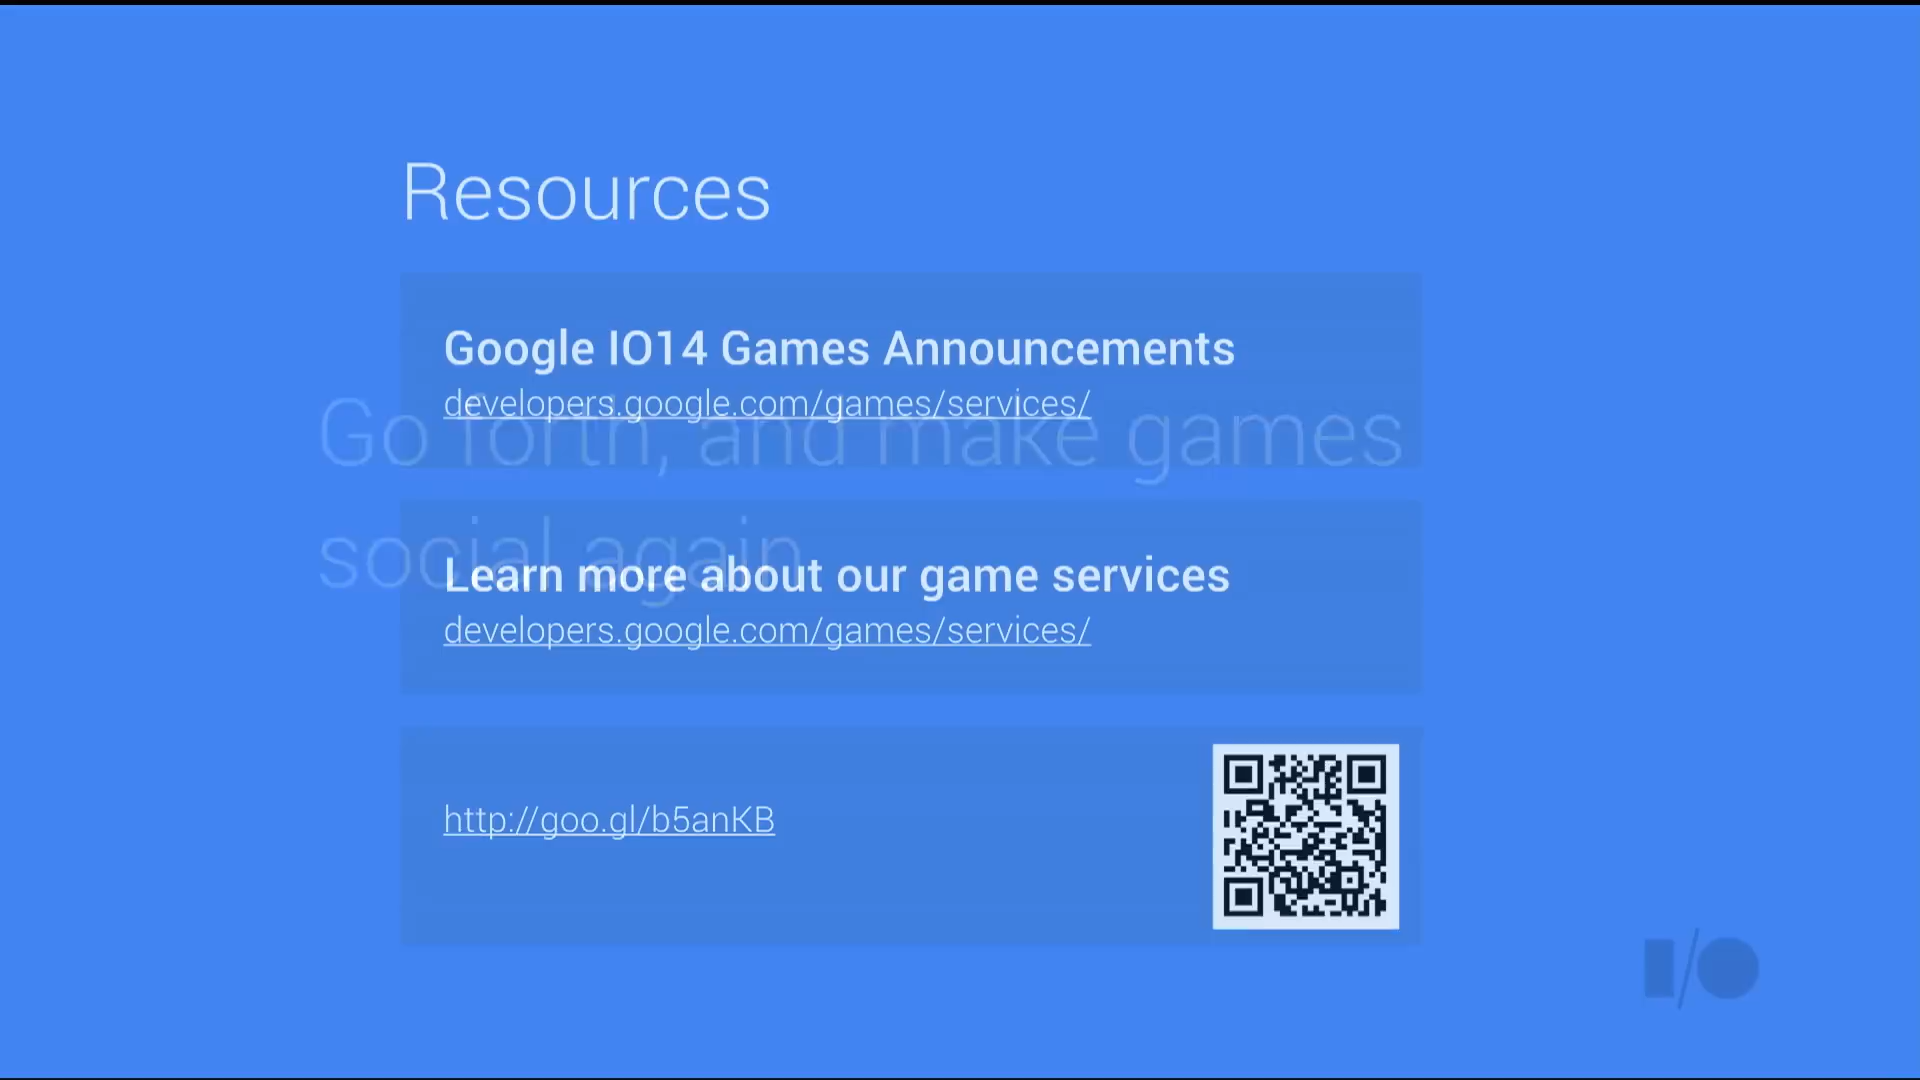 Resources
Google IO14 Games Announcements
developers.google.com/games/services/
Go forth, and make games
social again
Learn more about our game services
developers.google.com/games/services/
http://goo.gl/b5anKB
I/O